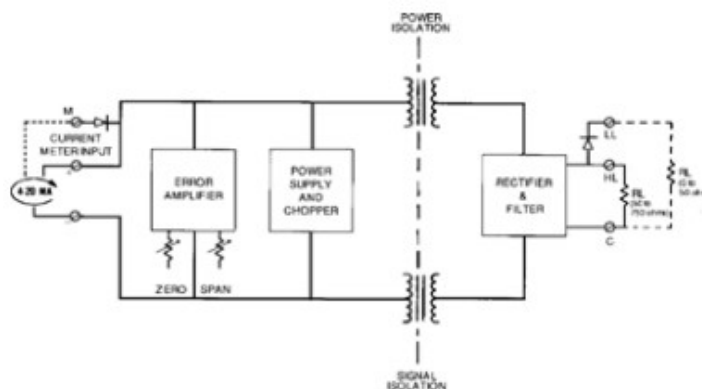 POWER
ISOLATION
M
CURRENT
METER INPUT
4-20 MA
ERROR
AMPLIFIER
ZERO SPAN
POWER
SUPPLY
AND
CHOPPER
RECTIFIER
&
FILTER
LL
HL
C
RL
RL
SIGNAL
ISOLATION